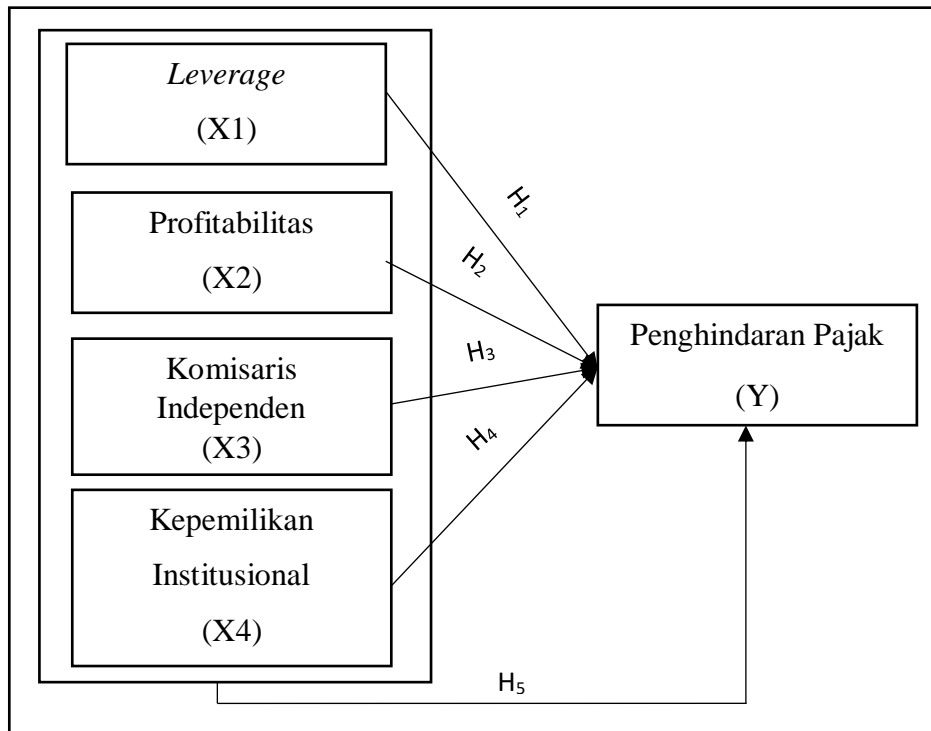 Leverage
(X1)
Profitabilitas
(X2)
Komisaris
Independen
(X3)
Kepemilikan
Institusional
(X4)
H₁
H₂
H₃
H₄
Penghindaran Pajak
(Y)
H₅